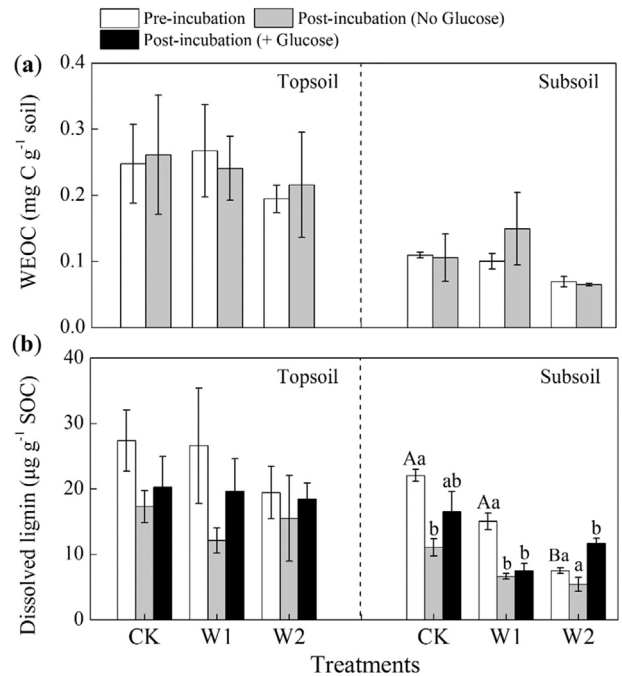 Pre-incubation Post-incubation (No Glucose)
Post-incubation (+ Glucose)
(a)
0.4 Topsoil Subsoil
0.3
0.2
0.1
0.0
WEOC (mg C g⁻¹ soil)
(b)
40 Topsoil Subsoil
30
20
10
0
Dissolved lignin (µg g⁻¹ SOC)
Aa b ab Aa b b Ba a b
CK W1 W2 CK W1 W2
Treatments